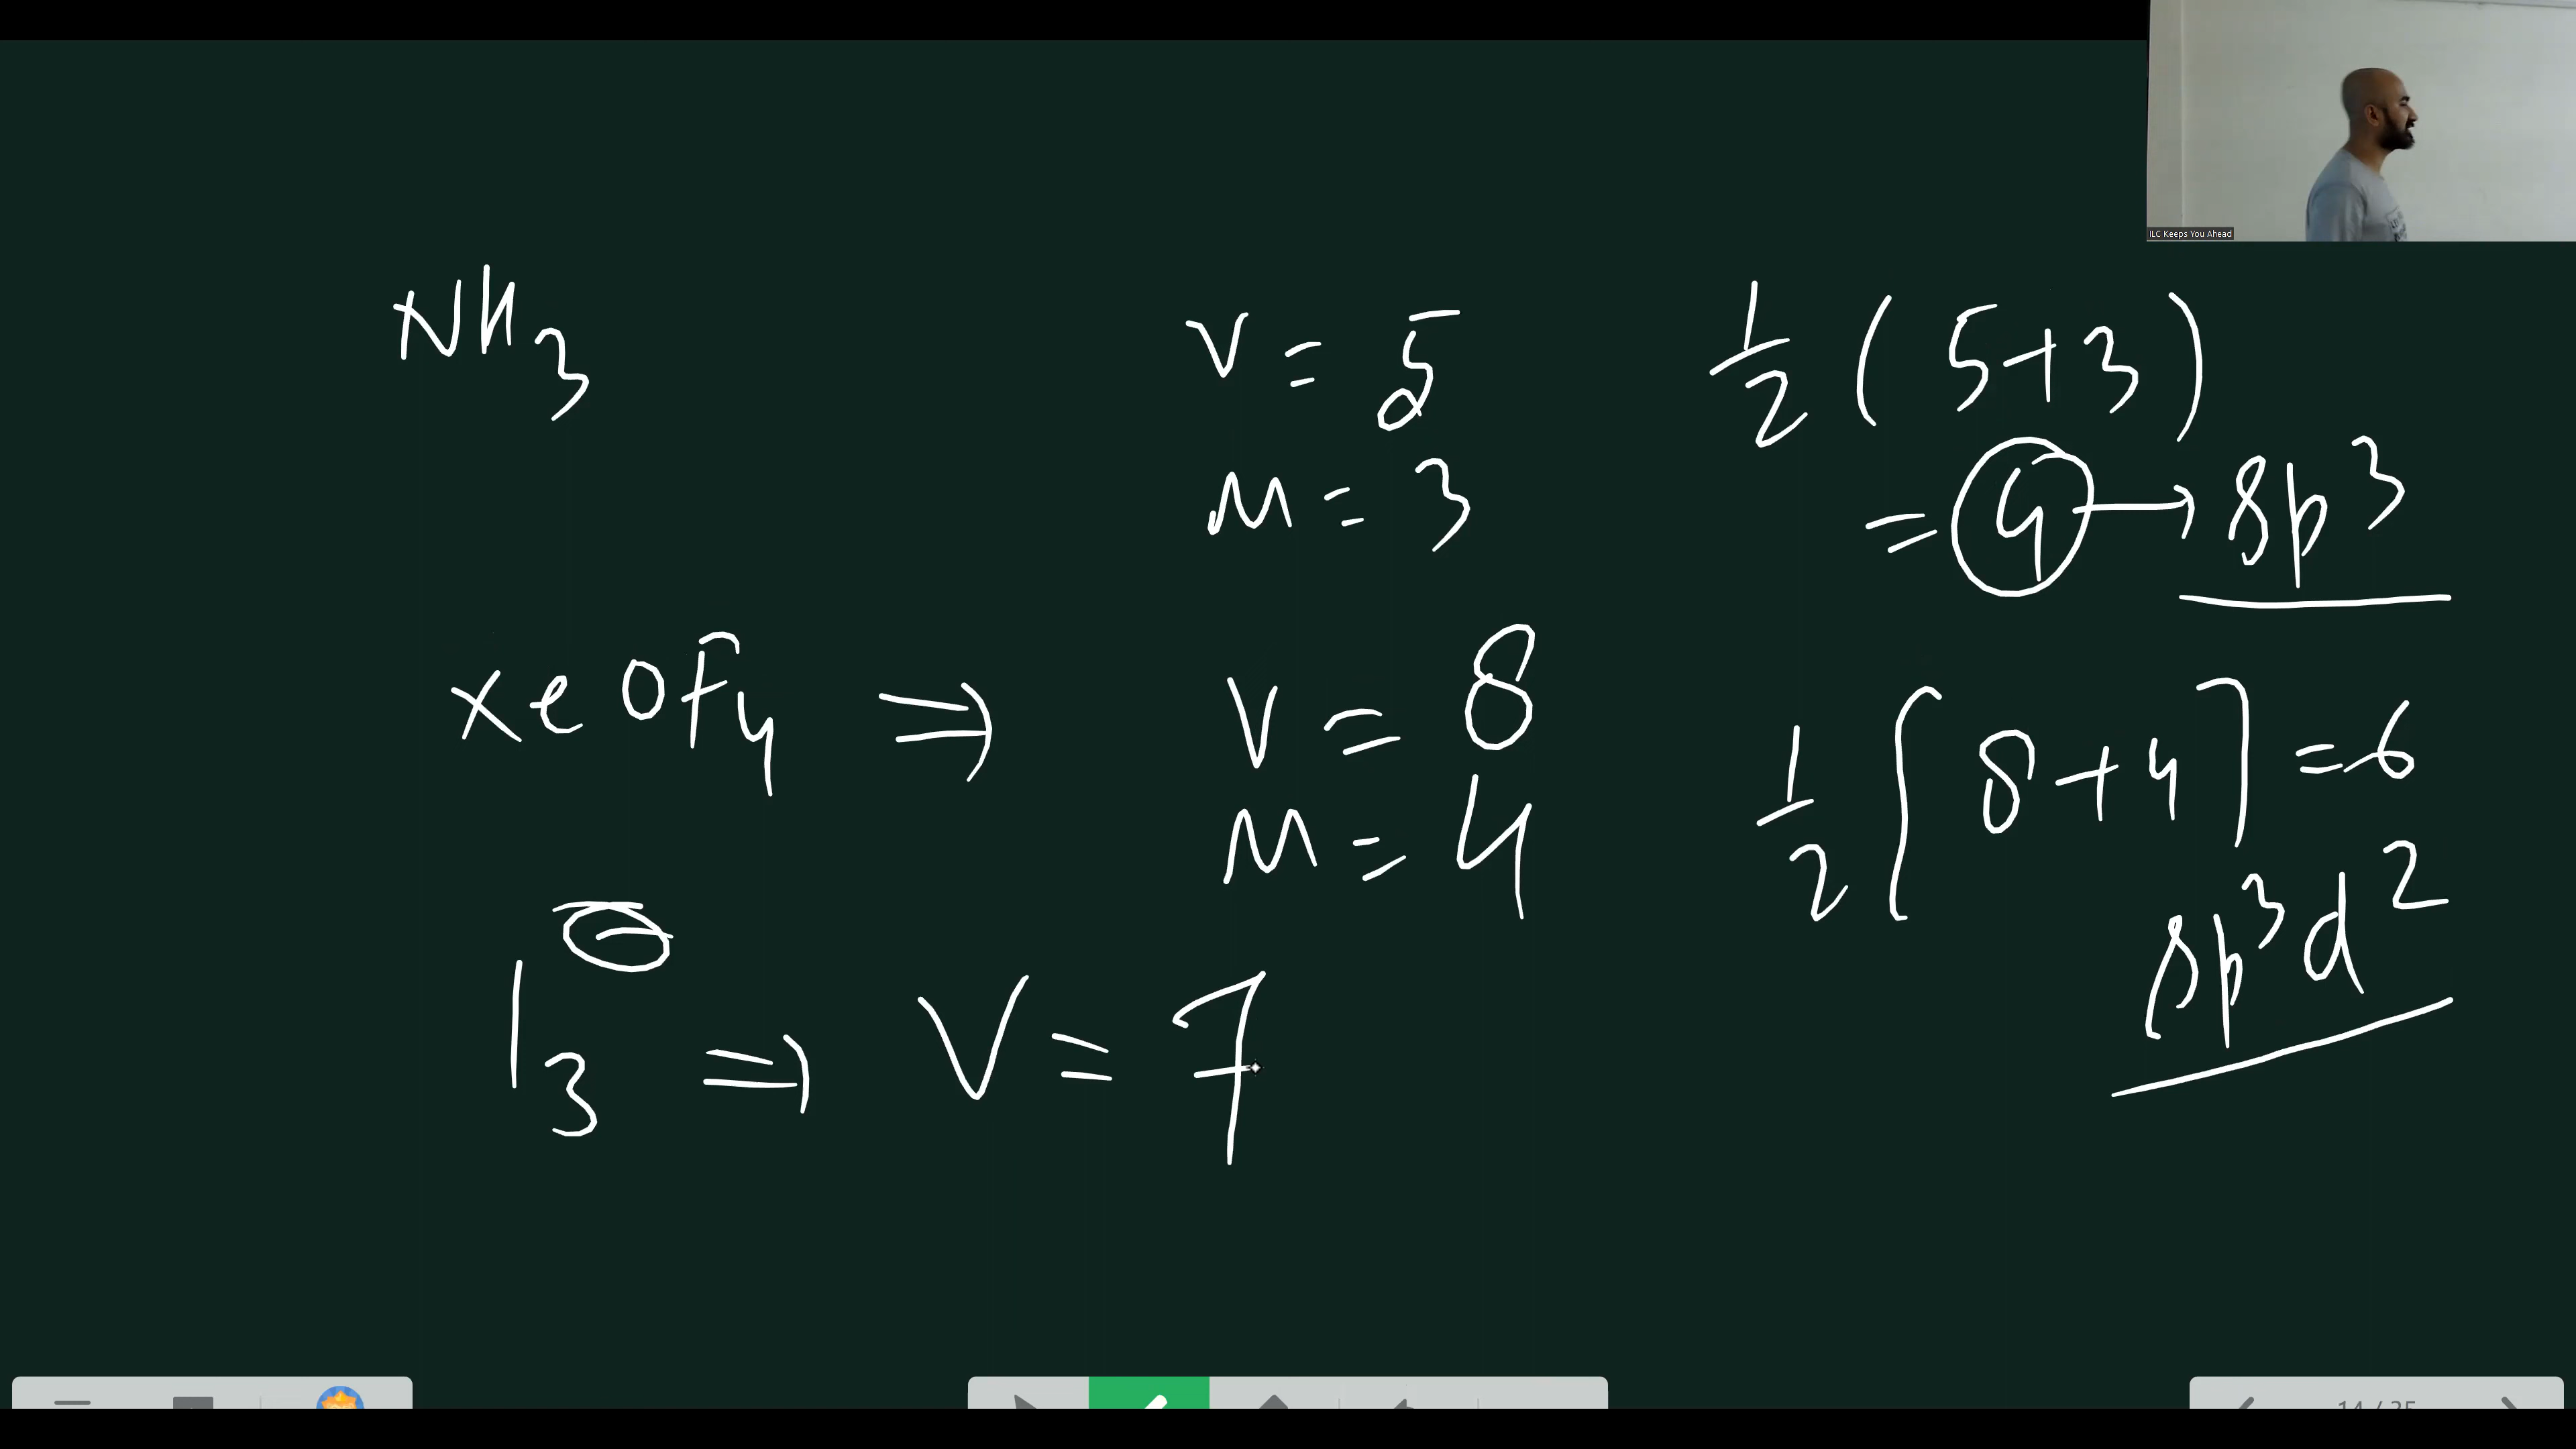 ILC Keeps You Ahead
NH₃ V = 5 1/2 (5+3)
M = 3 = 4 → sp³
XeOF₄ ⇒ V = 8 1/2 [8+4] = 6
M = 4 sp³d²
I₃⁻ ⇒ V = 7